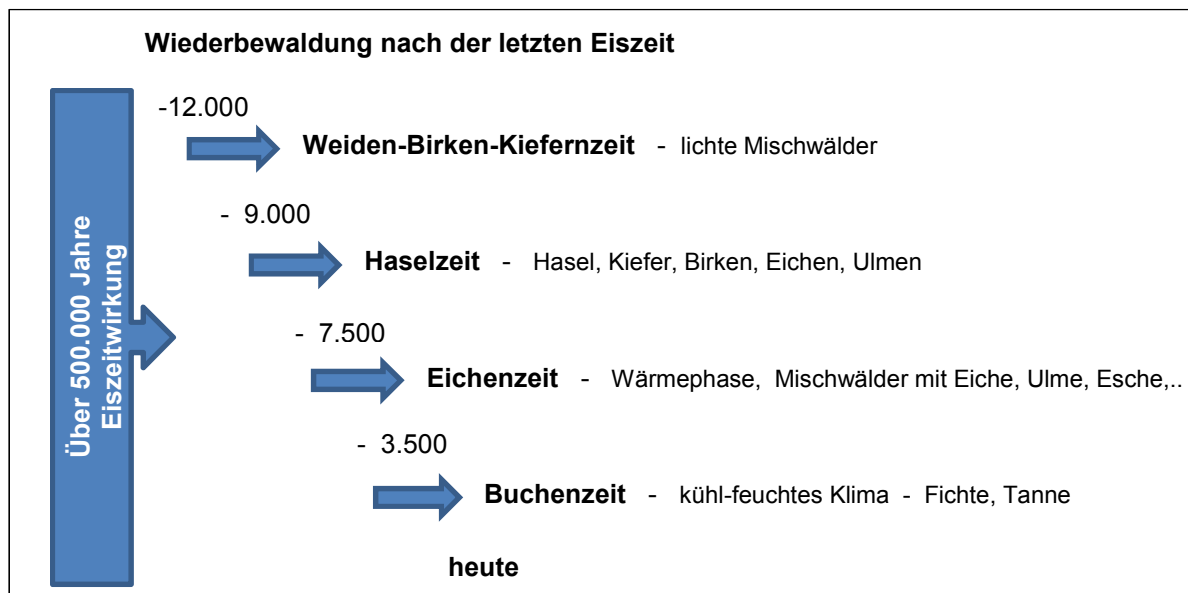 Wiederbewaldung nach der letzten Eiszeit
Über 500.000 Jahre
Eiszeitwirkung
-12.000
Weiden-Birken-Kiefernzeit - lichte Mischwälder
- 9.000
Haselzeit - Hasel, Kiefer, Birken, Eichen, Ulmen
- 7.500
Eichenzeit - Wärmephase, Mischwälder mit Eiche, Ulme, Esche,..
- 3.500
Buchenzeit - kühl-feuchtes Klima - Fichte, Tanne
heute